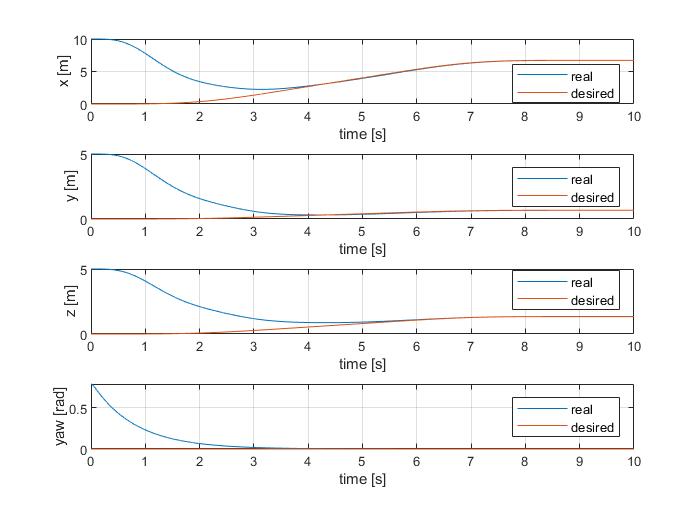 10
5
0
x [m]
real
desired
0 1 2 3 4 5 6 7 8 9 10
time [s]
5
0
y [m]
real
desired
0 1 2 3 4 5 6 7 8 9 10
time [s]
5
0
z [m]
real
desired
0 1 2 3 4 5 6 7 8 9 10
time [s]
0.5
0
yaw [rad]
real
desired
0 1 2 3 4 5 6 7 8 9 10
time [s]